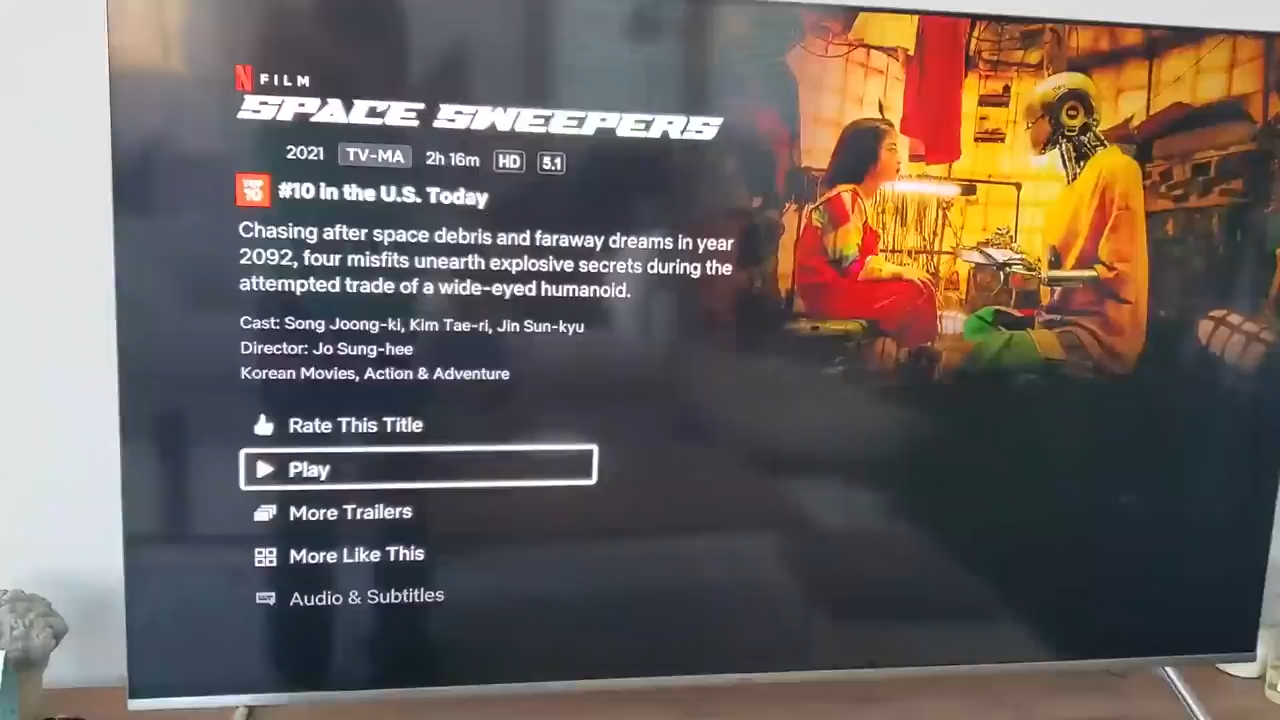 N FILM
SPACE SWEEPERS
2021 TV-MA 2h 16m HD 5.1
TOP 10 #10 in the U.S. Today
Chasing after space debris and faraway dreams in year
2092, four misfits unearth explosive secrets during the
attempted trade of a wide-eyed humanoid.
Cast: Song Joong-ki, Kim Tae-ri, Jin Sun-kyu
Director: Jo Sung-hee
Korean Movies, Action & Adventure
Rate This Title
Play
More Trailers
More Like This
Audio & Subtitles